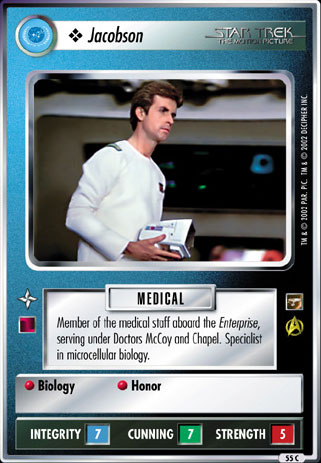 Jacobson
STAR TREK
THE MOTION PICTURE
TM & © 2002 PAR. PIC. TM & © 2002 DECIPHER INC.
MEDICAL
Member of the medical staff aboard the Enterprise,
serving under Doctors McCoy and Chapel. Specialist
in microcellular biology.
Biology Honor
INTEGRITY 7 CUNNING 7 STRENGTH 5
55 C